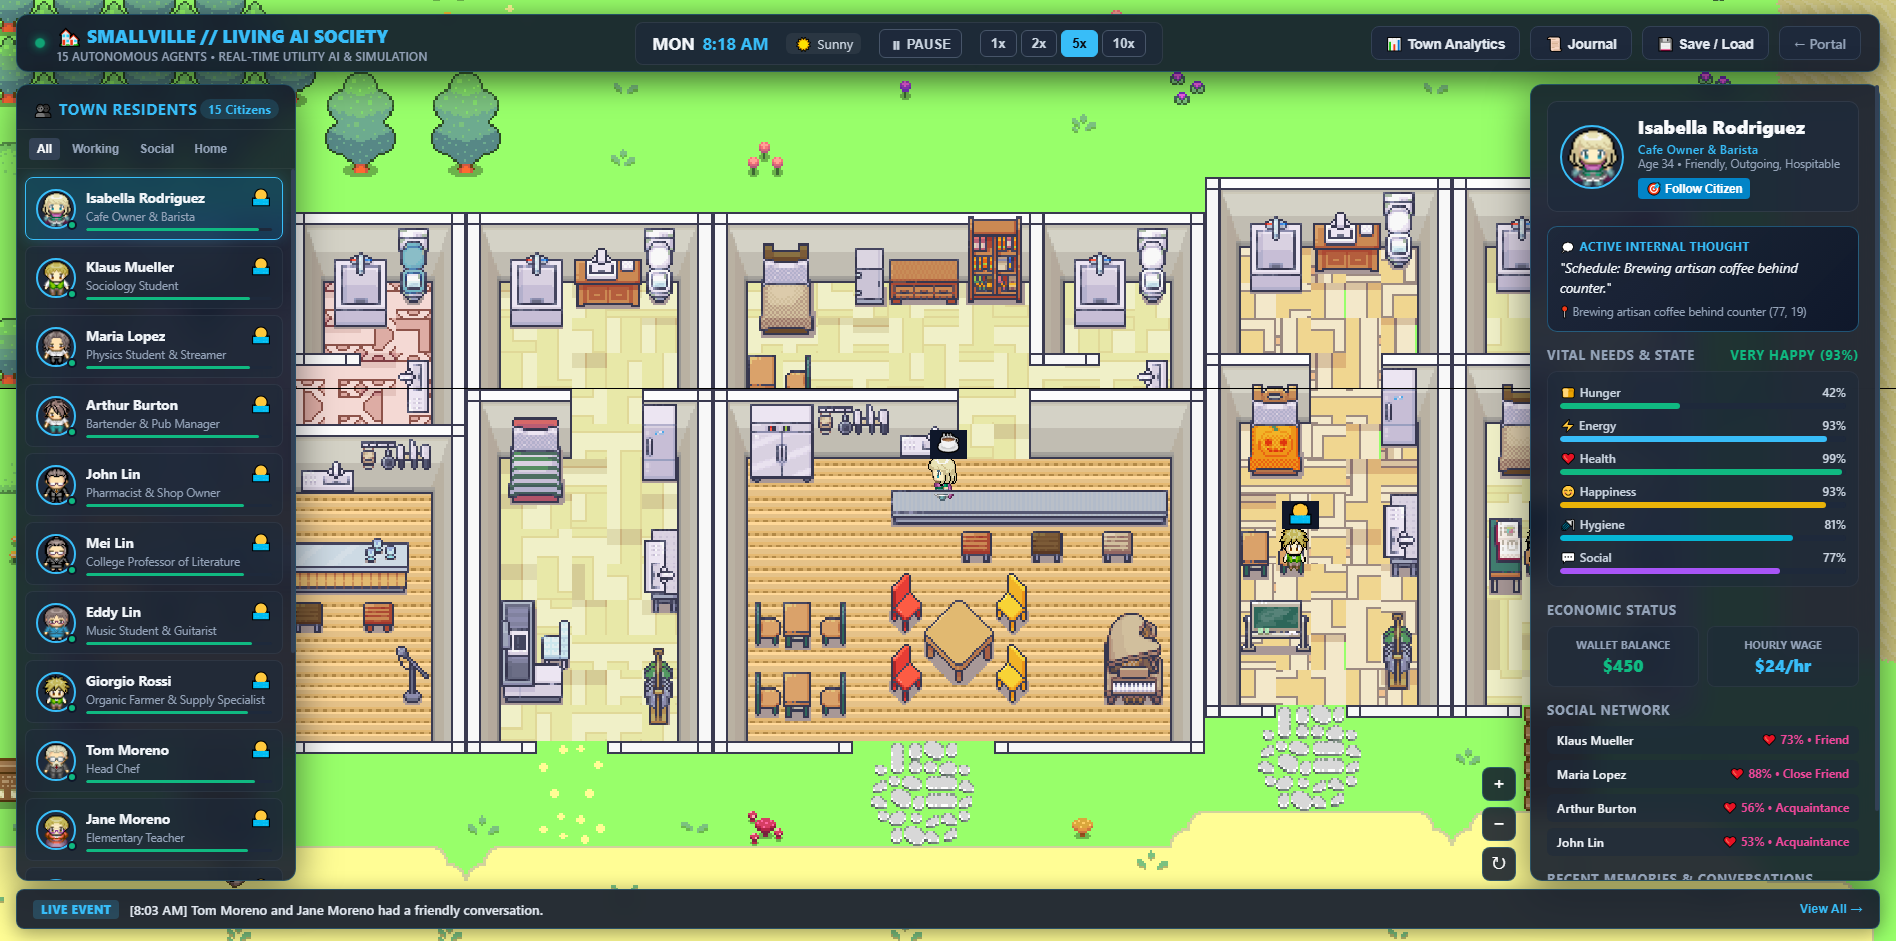 SMALLVILLE // LIVING AI SOCIETY
15 AUTONOMOUS AGENTS • REAL-TIME UTILITY AI & SIMULATION
MON 8:18 AM
Sunny
PAUSE
1x 2x 5x 10x
Town Analytics
Journal
Save / Load
← Portal
TOWN RESIDENTS 15 Citizens
All Working Social Home
Isabella Rodriguez
Cafe Owner & Barista
Klaus Mueller
Sociology Student
Maria Lopez
Physics Student & Streamer
Arthur Burton
Bartender & Pub Manager
John Lin
Pharmacist & Shop Owner
Mei Lin
College Professor of Literature
Eddy Lin
Music Student & Guitarist
Giorgio Rossi
Organic Farmer & Supply Specialist
Tom Moreno
Head Chef
Jane Moreno
Elementary Teacher
Isabella Rodriguez
Cafe Owner & Barista
Age 34 • Friendly, Outgoing, Hospitable
Follow Citizen
ACTIVE INTERNAL THOUGHT
"Schedule: Brewing artisan coffee behind
counter."
Brewing artisan coffee behind counter (77, 19)
VITAL NEEDS & STATE VERY HAPPY (93%)
Hunger 42%
Energy 93%
Health 99%
Happiness 93%
Hygiene 81%
Social 77%
ECONOMIC STATUS
WALLET BALANCE
$450
HOURLY WAGE
$24/hr
SOCIAL NETWORK
Klaus Mueller 73% • Friend
Maria Lopez 88% • Close Friend
Arthur Burton 56% • Acquaintance
John Lin 53% • Acquaintance
RECENT MEMORIES & CONVERSATIONS
+
−
↻
LIVE EVENT [8:03 AM] Tom Moreno and Jane Moreno had a friendly conversation.
View All →